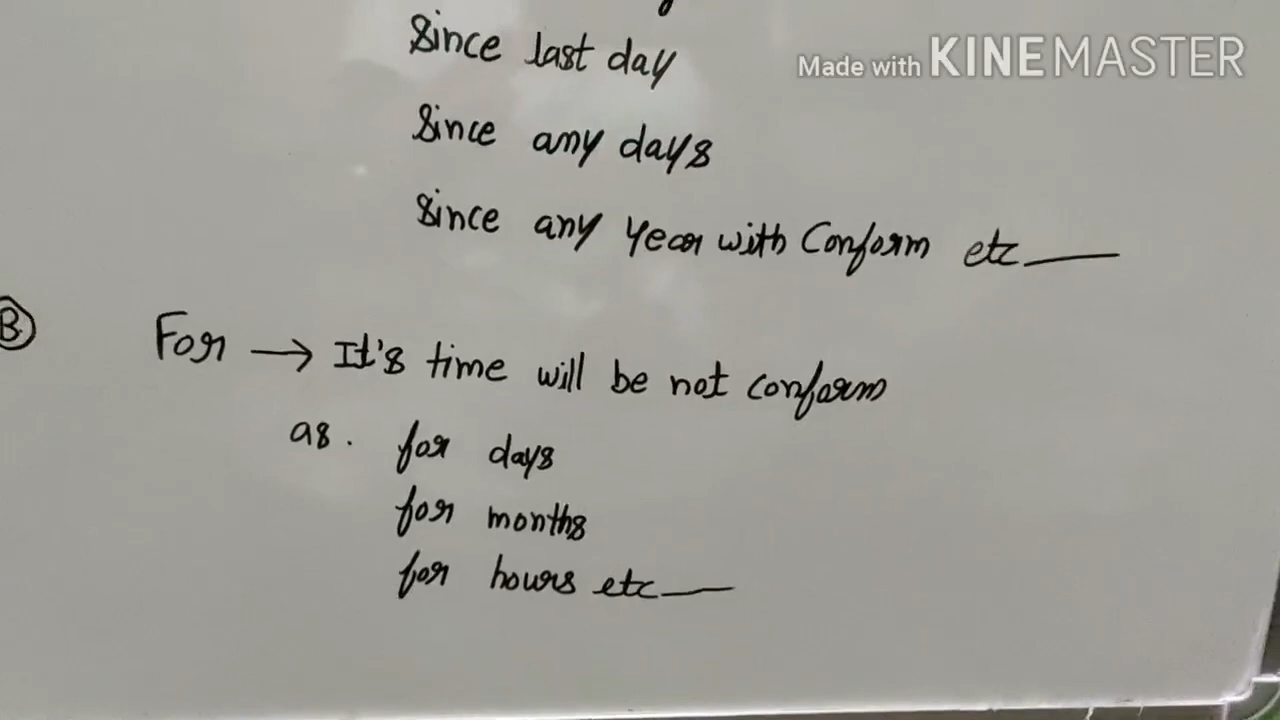 Since last day
Made with KINEMASTER
Since any days
Since any year with Conform etc
B
For → It's time will be not conform
as. for days
for months
for hours etc